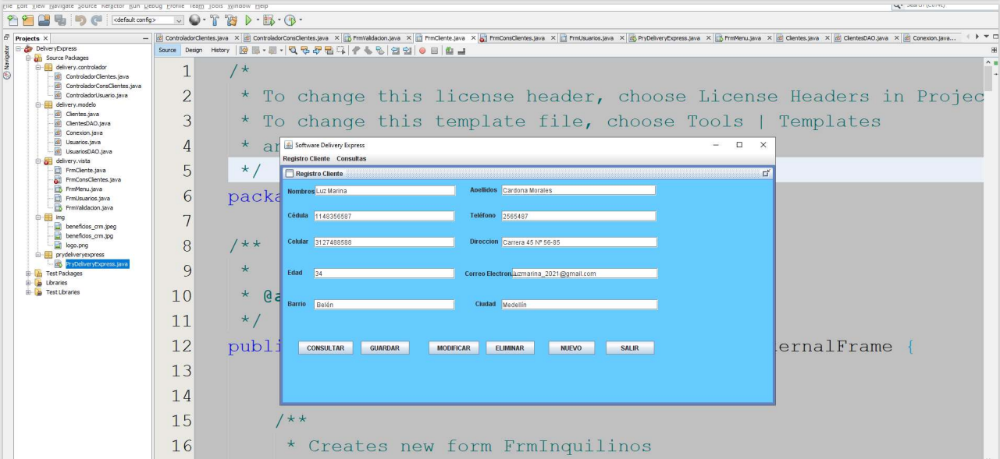 File Edit View Navigate Source Refactor Run Debug Profile Team Tools Window Help
Search (Ctrl+I)
<default config>
Projects
ControladorClientes.java ControladorConsClientes.java FrmValidacion.java FrmCliente.java FrmConsClientes.java FrmUsuarios.java PryDeliveryExpress.java FrmMenu.java Clientes.java ClientesDAO.java Conexion.java...
Source Design History
Navigator
DeliveryExpress
Source Packages
delivery.controlador
ControladorClientes.java
ControladorConsClientes.java
ControladorUsuario.java
delivery.modelo
Clientes.java
ClientesDAO.java
Conexion.java
Usuarios.java
UsuariosDAO.java
delivery.vista
FrmCliente.java
FrmConsClientes.java
FrmMenu.java
FrmUsuarios.java
FrmValidacion.java
img
beneficios_crm.jpeg
beneficios_crm.jpg
logo.png
prydeliveryexpress
PryDeliveryExpress.java
Test Packages
Libraries
Test Libraries
1 /*
2 * To change this license header, choose License Headers in Projec
3 * To change this template file, choose Tools | Templates
4 * an
5 */
6 packa
7
8 /**
9 *
10 * @a
11 */
12 publi ernalFrame {
13
14
15 /**
16 * Creates new form FrmInquilinos
Software Delivery Express
Registro Cliente Consultas
Registro Cliente
Nombres Luz Marina Apellidos Cardona Morales
Cédula 1148356587 Teléfono 2565487
Celular 3127488588 Direccion Carrera 45 Nº 56-85
Edad 34 Correo Electron. luzmarina_2021@gmail.com
Barrio Belén Ciudad Medellín
CONSULTAR GUARDAR MODIFICAR ELIMINAR NUEVO SALIR